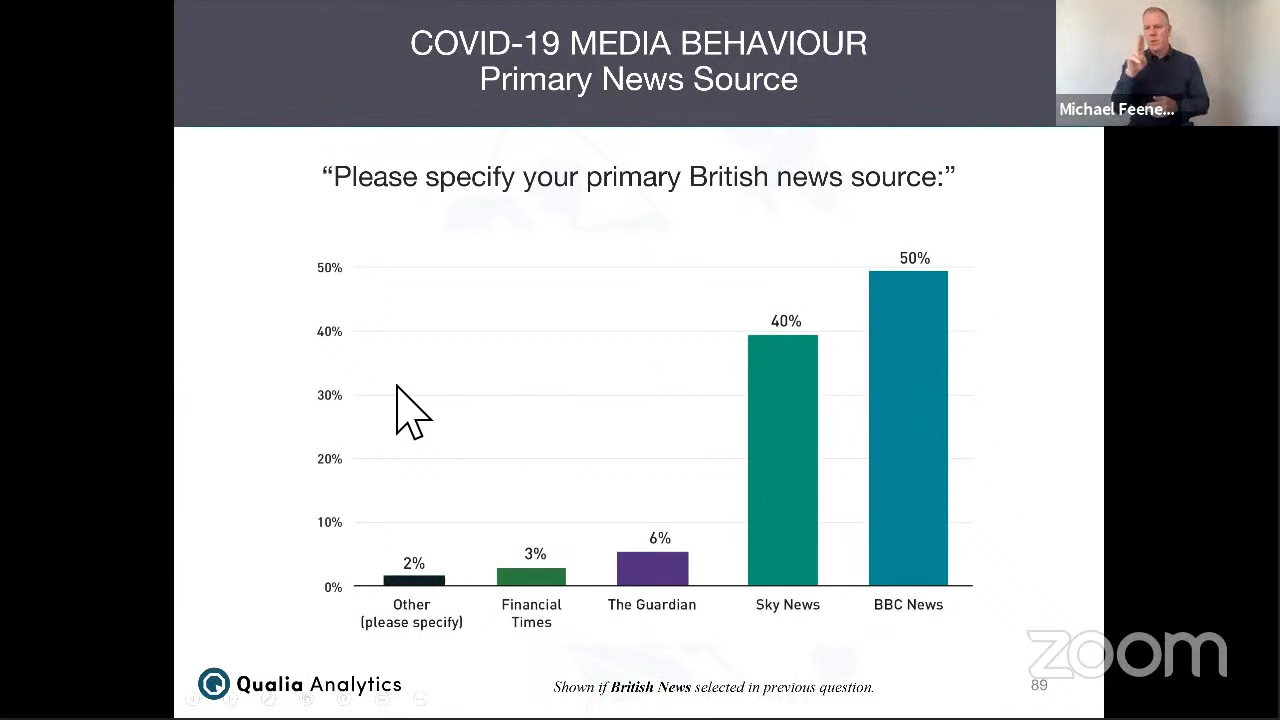 COVID-19 MEDIA BEHAVIOUR
Primary News Source
Michael Feene...
“Please specify your primary British news source:”
50%
40%
30%
20%
10%
0%
2%
3%
6%
40%
50%
Other
(please specify)
Financial
Times
The Guardian
Sky News
BBC News
Qualia Analytics
Shown if British News selected in previous question.
zoom
89